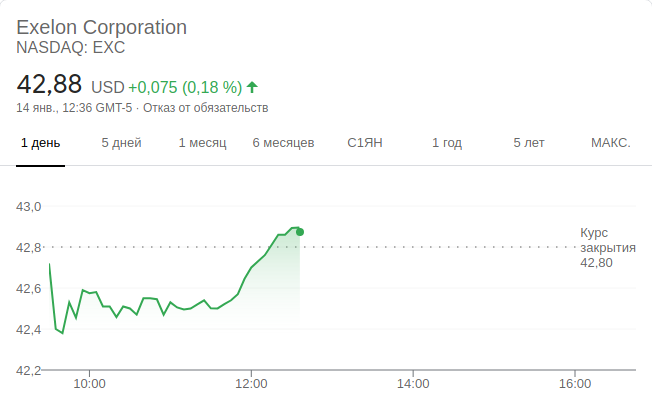 Exelon Corporation
NASDAQ: EXC
42,88 USD +0,075 (0,18 %)
14 янв., 12:36 GMT-5 · Отказ от обязательств
1 день 5 дней 1 месяц 6 месяцев С1ЯН 1 год 5 лет МАКС.
43,0
42,8
42,6
42,4
42,2
Курс
закрытия
42,80
10:00 12:00 14:00 16:00